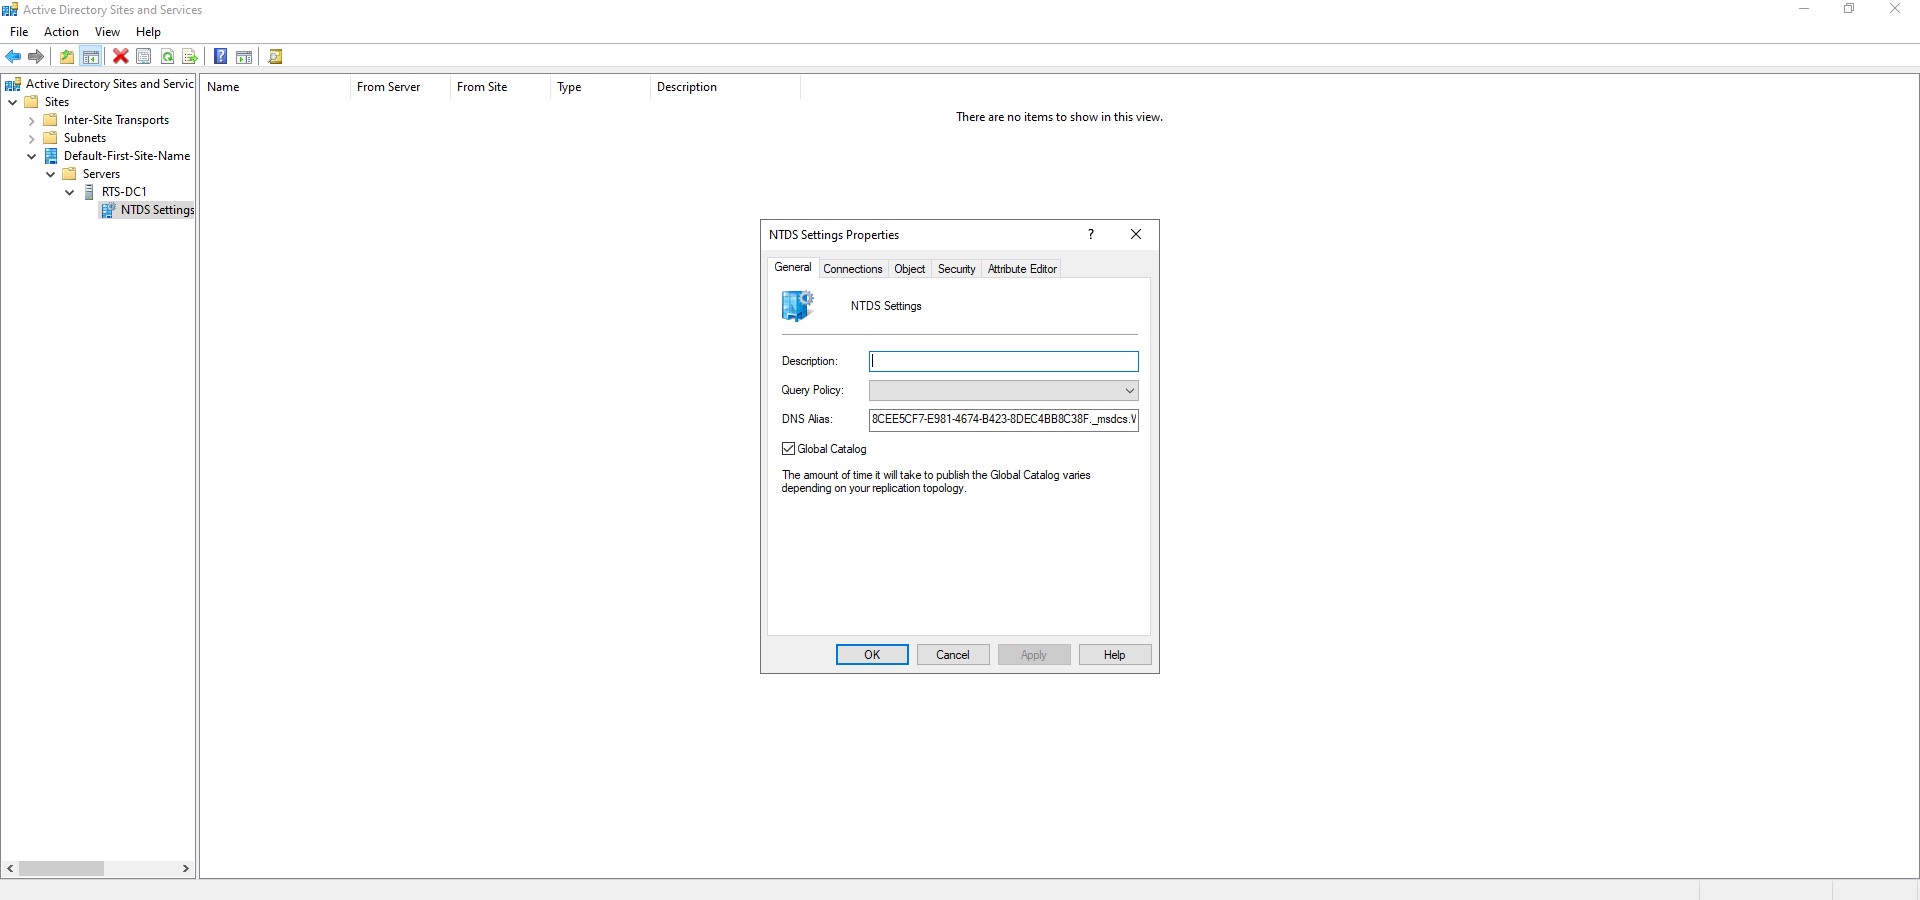 Active Directory Sites and Services
File Action View Help
Active Directory Sites and Servic
Sites
Inter-Site Transports
Subnets
Default-First-Site-Name
Servers
RTS-DC1
NTDS Settings
Name From Server From Site Type Description
There are no items to show in this view.
NTDS Settings Properties ?
General Connections Object Security Attribute Editor
NTDS Settings
Description:
Query Policy:
DNS Alias: 8CEE5CF7-E981-4674-B423-8DEC4BB8C38F._msdcs.
Global Catalog
The amount of time it will take to publish the Global Catalog varies
depending on your replication topology.
OK Cancel Apply Help